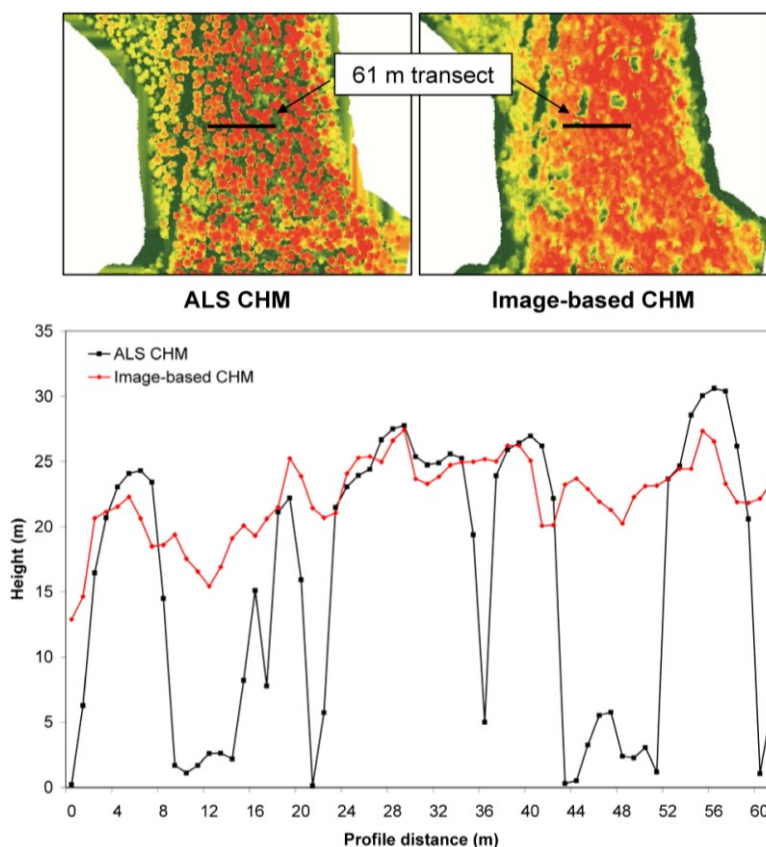 61 m transect
ALS CHM
Image-based CHM
35
30
25
20
15
10
5
0
Height (m)
ALS CHM
Image-based CHM
0 4 8 12 16 20 24 28 32 36 40 44 48 52 56 60
Profile distance (m)